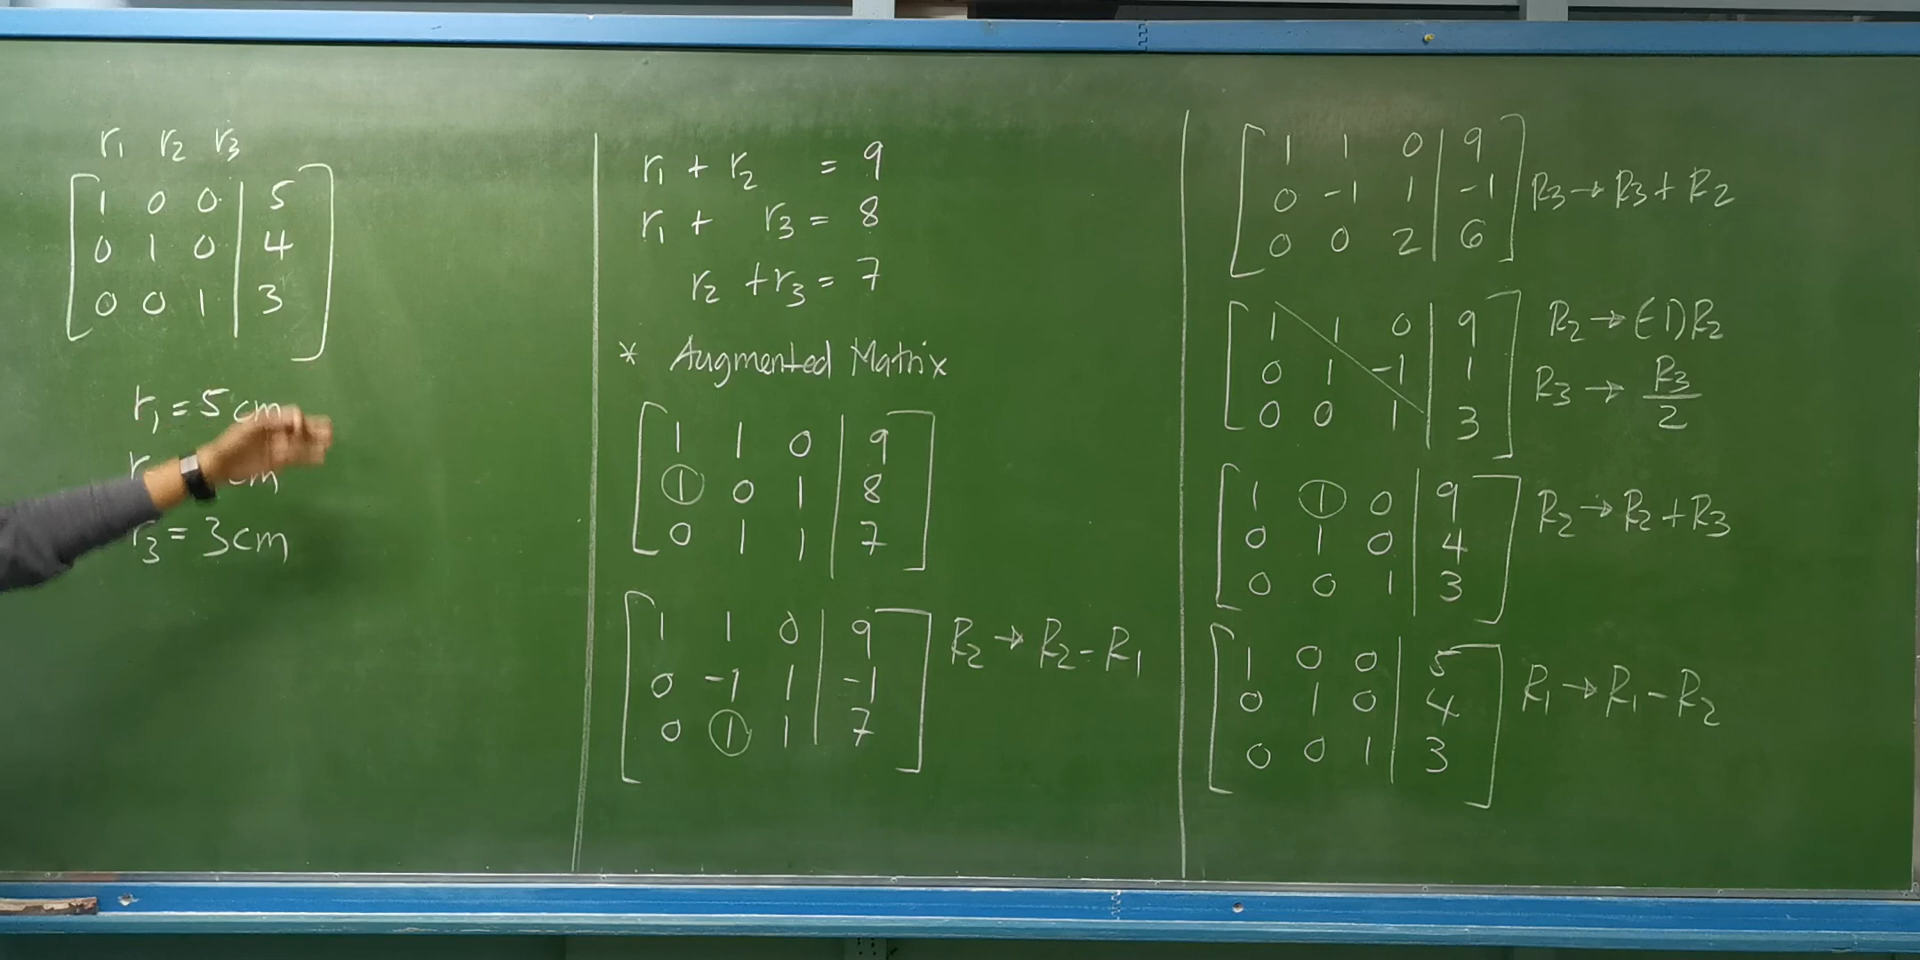 r₁ r₂ r₃
1 0 0 | 5
0 1 0 | 4
0 0 1 | 3
r₁ = 5 cm
r cm
r₃ = 3 cm
r₁ + r₂ = 9
r₁ + r₃ = 8
r₂ + r₃ = 7
* Augmented Matrix
1 1 0 | 9
1 0 1 | 8
0 1 1 | 7
1 1 0 | 9
0 -1 1 | -1
0 1 1 | 7
R₂ → R₂ - R₁
1 1 0 | 9
0 -1 1 | -1
0 0 2 | 6
R₃ → R₃ + R₂
1 1 0 | 9
0 1 -1 | 1
0 0 1 | 3
R₂ → (-1)R₂
R₃ → R₃/2
1 1 0 | 9
0 1 0 | 4
0 0 1 | 3
R₂ → R₂ + R₃
1 0 0 | 5
0 1 0 | 4
0 0 1 | 3
R₁ → R₁ - R₂